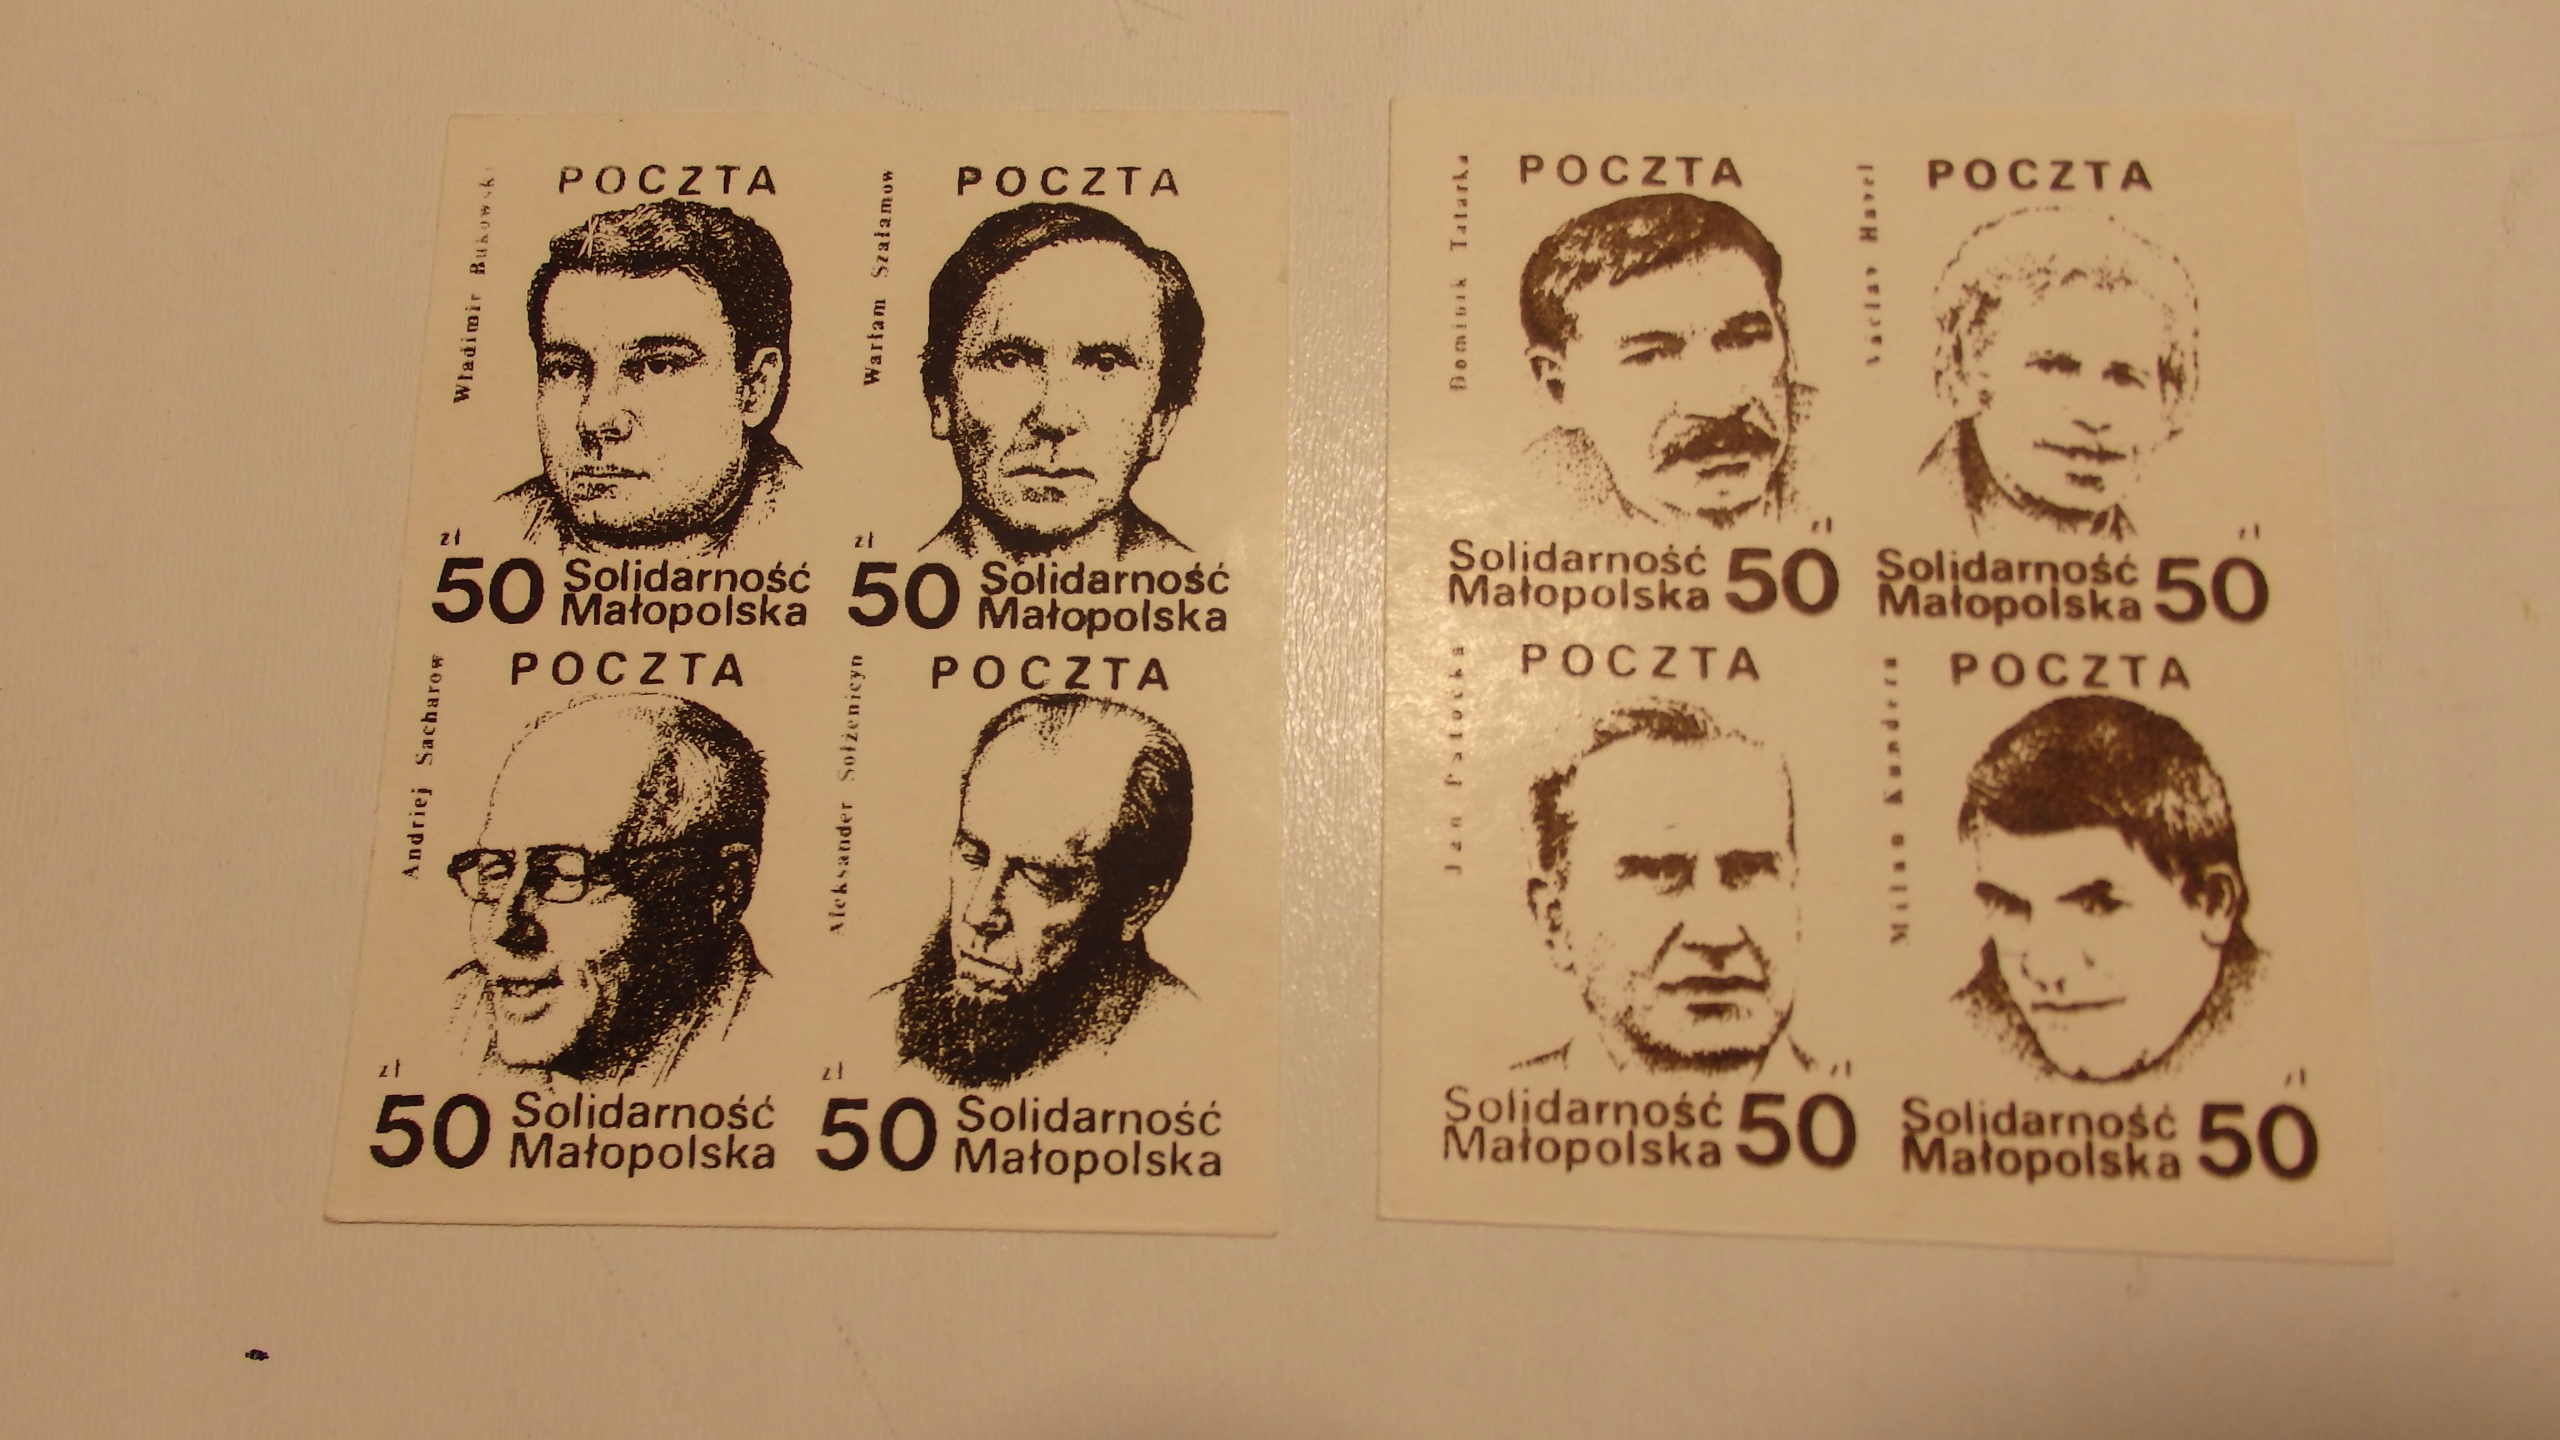 Władimir Bukowski
POCZTA
zł
50 Solidarność
Małopolska
Warłam Szałamow
POCZTA
zł
50 Solidarność
Małopolska
Andriej Sacharow
POCZTA
zł
50 Solidarność
Małopolska
Aleksander Sołżenicyn
POCZTA
zł
50 Solidarność
Małopolska
Dominik Tatarka
POCZTA
zł
Solidarność 50
Małopolska
Vaclav Havel
POCZTA
zł
Solidarność 50
Małopolska
Jan Patocka
POCZTA
zł
Solidarność 50
Małopolska
Milan Kundera
POCZTA
zł
Solidarność 50
Małopolska